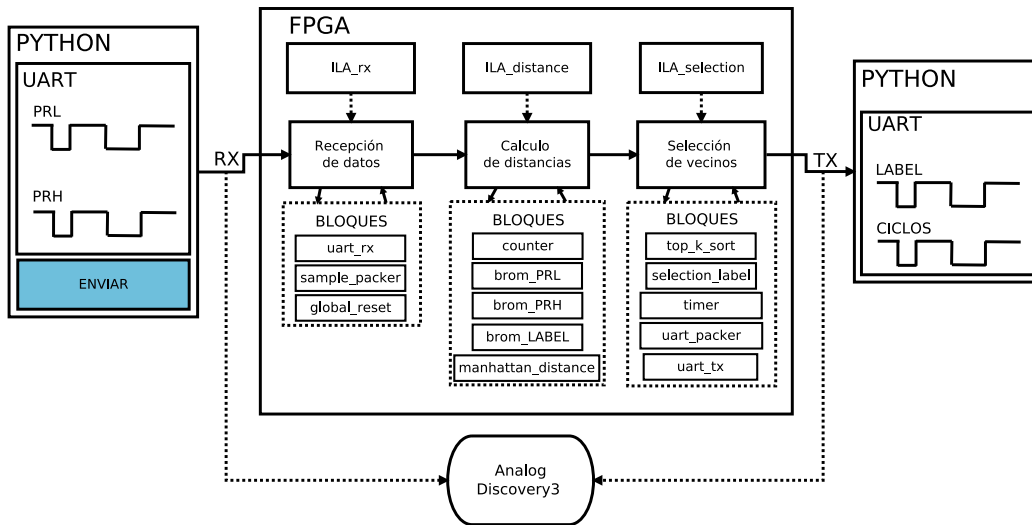 PYTHON
UART
PRL
PRH
ENVIAR
RX
FPGA
ILA_rx
ILA_distance
ILA_selection
Recepción
de datos
Calculo
de distancias
Selección
de vecinos
BLOQUES
uart_rx
sample_packer
global_reset
BLOQUES
counter
brom_PRL
brom_PRH
brom_LABEL
manhattan_distance
BLOQUES
top_k_sort
selection_label
timer
uart_packer
uart_tx
TX
PYTHON
UART
LABEL
CICLOS
Analog
Discovery3